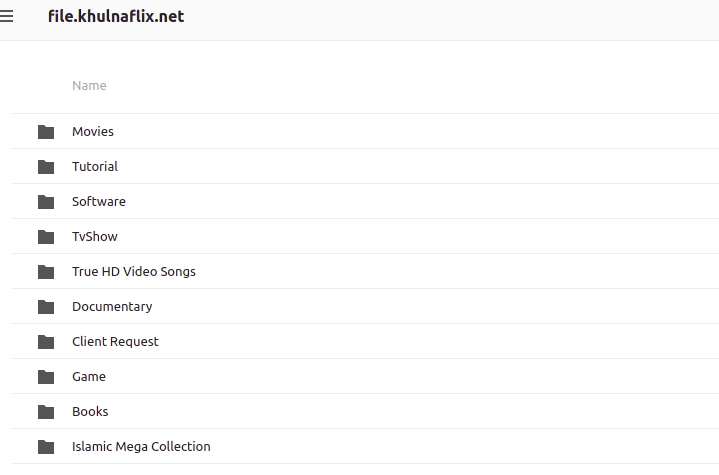 file.khulnaflix.net
Name
Movies
Tutorial
Software
TvShow
True HD Video Songs
Documentary
Client Request
Game
Books
Islamic Mega Collection